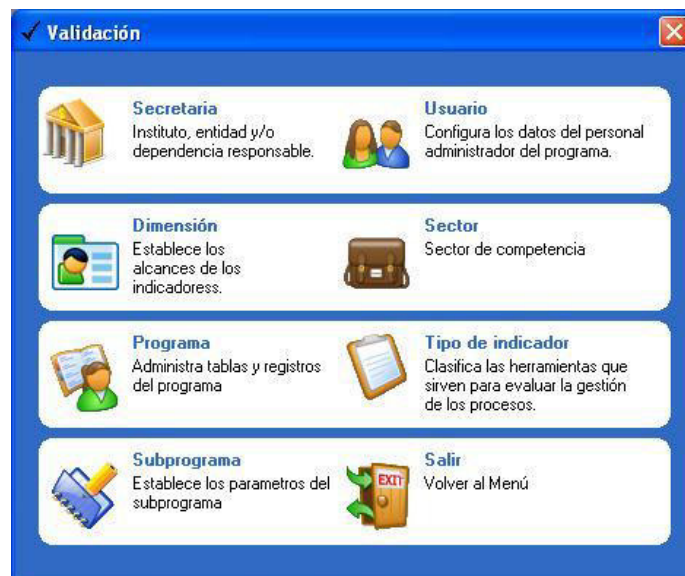 Validación
Secretaria
Instituto, entidad y/o
dependencia responsable.
Usuario
Configura los datos del personal
administrador del programa.
Dimensión
Establece los
alcances de los
indicadoress.
Sector
Sector de competencia
Programa
Administra tablas y registros
del programa
Tipo de indicador
Clasifica las herramientas que
sirven para evaluar la gestión
de los procesos.
Subprograma
Establece los parametros del
subprograma
EXIT
Salir
Volver al Menú